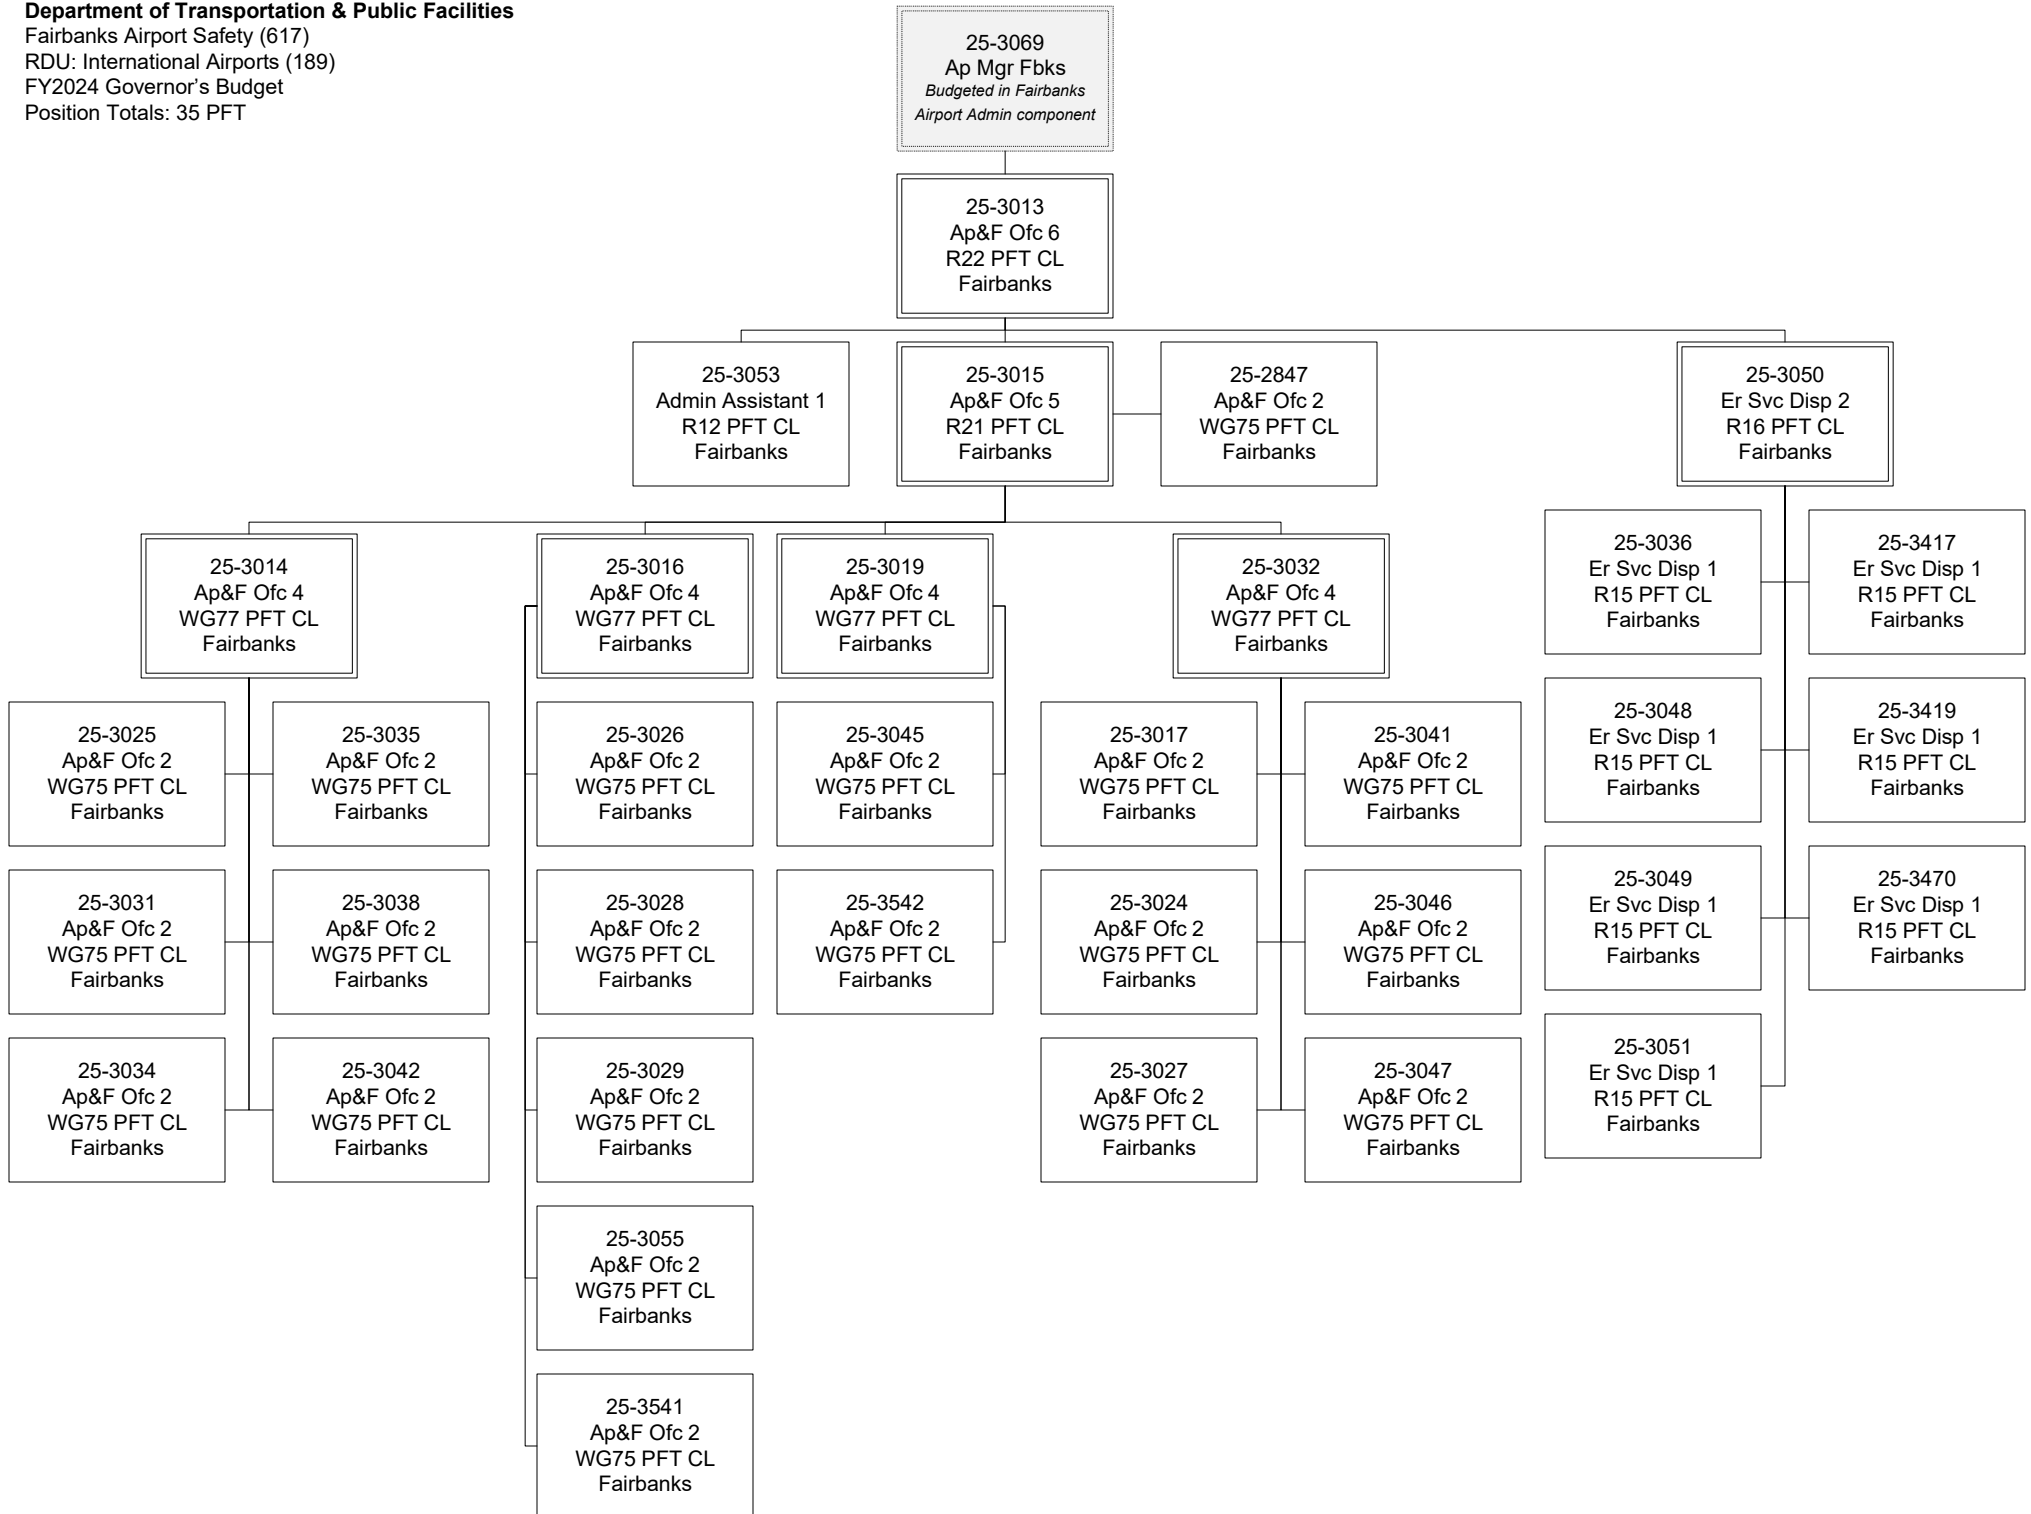 Department of Transportation & Public Facilities
Fairbanks Airport Safety (617)
RDU: International Airports (189)
FY2024 Governor’s Budget
Position Totals: 35 PFT
25-3069
Ap Mgr Fbks
Budgeted in Fairbanks
Airport Admin component
25-3013
Ap&F Ofc 6
R22 PFT CL
Fairbanks
25-3053
Admin Assistant 1
R12 PFT CL
Fairbanks
25-3015
Ap&F Ofc 5
R21 PFT CL
Fairbanks
25-2847
Ap&F Ofc 2
WG75 PFT CL
Fairbanks
25-3050
Er Svc Disp 2
R16 PFT CL
Fairbanks
25-3014
Ap&F Ofc 4
WG77 PFT CL
Fairbanks
25-3016
Ap&F Ofc 4
WG77 PFT CL
Fairbanks
25-3019
Ap&F Ofc 4
WG77 PFT CL
Fairbanks
25-3032
Ap&F Ofc 4
WG77 PFT CL
Fairbanks
25-3036
Er Svc Disp 1
R15 PFT CL
Fairbanks
25-3417
Er Svc Disp 1
R15 PFT CL
Fairbanks
25-3025
Ap&F Ofc 2
WG75 PFT CL
Fairbanks
25-3035
Ap&F Ofc 2
WG75 PFT CL
Fairbanks
25-3026
Ap&F Ofc 2
WG75 PFT CL
Fairbanks
25-3045
Ap&F Ofc 2
WG75 PFT CL
Fairbanks
25-3017
Ap&F Ofc 2
WG75 PFT CL
Fairbanks
25-3041
Ap&F Ofc 2
WG75 PFT CL
Fairbanks
25-3048
Er Svc Disp 1
R15 PFT CL
Fairbanks
25-3419
Er Svc Disp 1
R15 PFT CL
Fairbanks
25-3031
Ap&F Ofc 2
WG75 PFT CL
Fairbanks
25-3038
Ap&F Ofc 2
WG75 PFT CL
Fairbanks
25-3028
Ap&F Ofc 2
WG75 PFT CL
Fairbanks
25-3542
Ap&F Ofc 2
WG75 PFT CL
Fairbanks
25-3024
Ap&F Ofc 2
WG75 PFT CL
Fairbanks
25-3046
Ap&F Ofc 2
WG75 PFT CL
Fairbanks
25-3049
Er Svc Disp 1
R15 PFT CL
Fairbanks
25-3470
Er Svc Disp 1
R15 PFT CL
Fairbanks
25-3034
Ap&F Ofc 2
WG75 PFT CL
Fairbanks
25-3042
Ap&F Ofc 2
WG75 PFT CL
Fairbanks
25-3029
Ap&F Ofc 2
WG75 PFT CL
Fairbanks
25-3027
Ap&F Ofc 2
WG75 PFT CL
Fairbanks
25-3047
Ap&F Ofc 2
WG75 PFT CL
Fairbanks
25-3051
Er Svc Disp 1
R15 PFT CL
Fairbanks
25-3055
Ap&F Ofc 2
WG75 PFT CL
Fairbanks
25-3541
Ap&F Ofc 2
WG75 PFT CL
Fairbanks